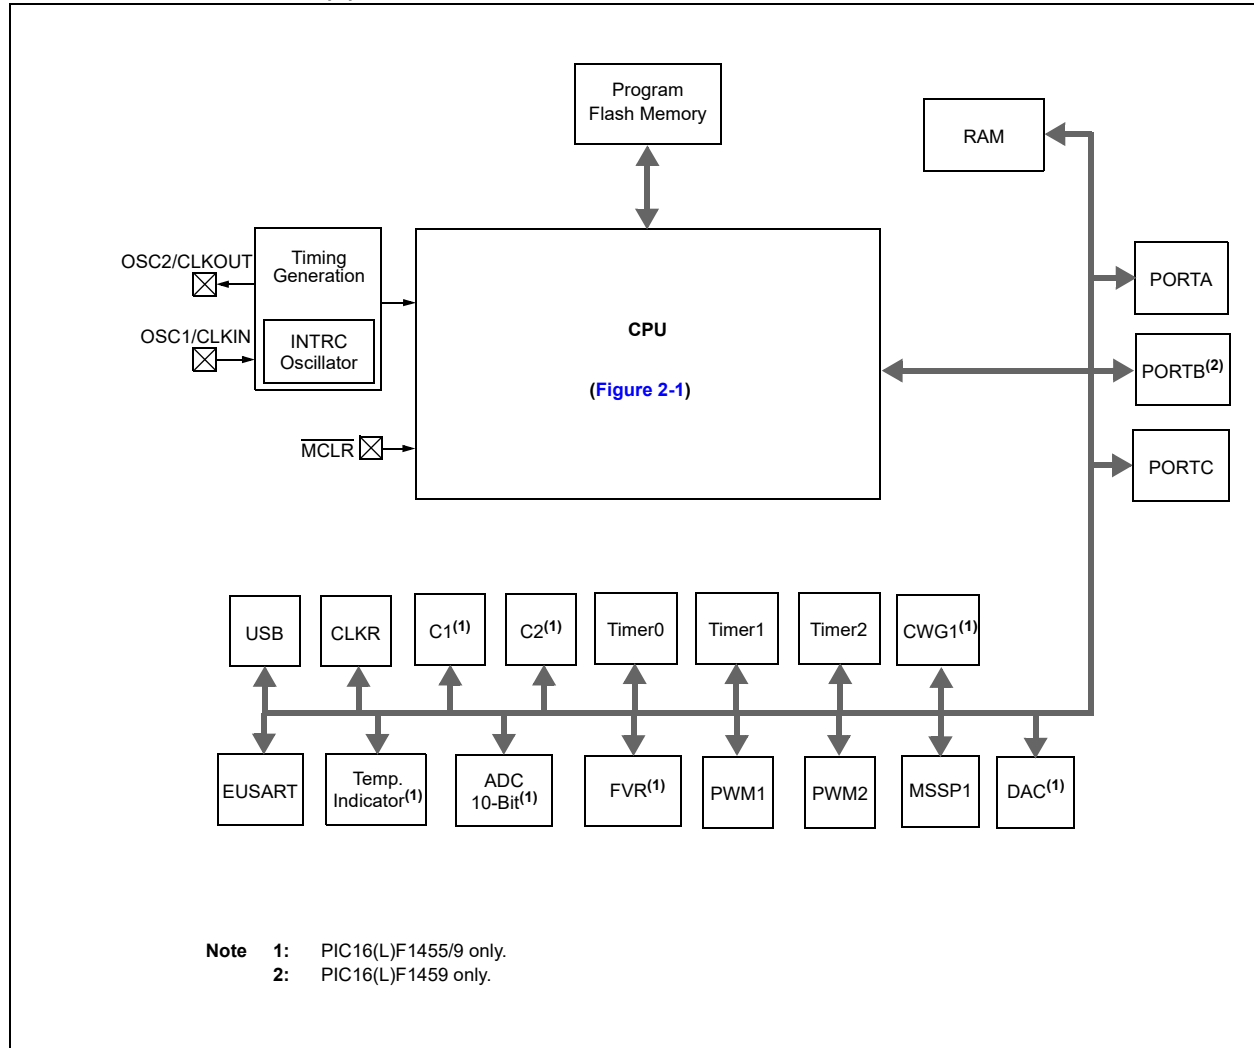 Program
Flash Memory
RAM
OSC2/CLKOUT
Timing
Generation
PORTA
OSC1/CLKIN
INTRC
Oscillator
CPU
(Figure 2-1)
PORTB(2)
MCLR
PORTC
USB
CLKR
C1(1)
C2(1)
Timer0
Timer1
Timer2
CWG1(1)
EUSART
Temp.
Indicator(1)
ADC
10-Bit(1)
FVR(1)
PWM1
PWM2
MSSP1
DAC(1)
Note 1: PIC16(L)F1455/9 only.
2: PIC16(L)F1459 only.